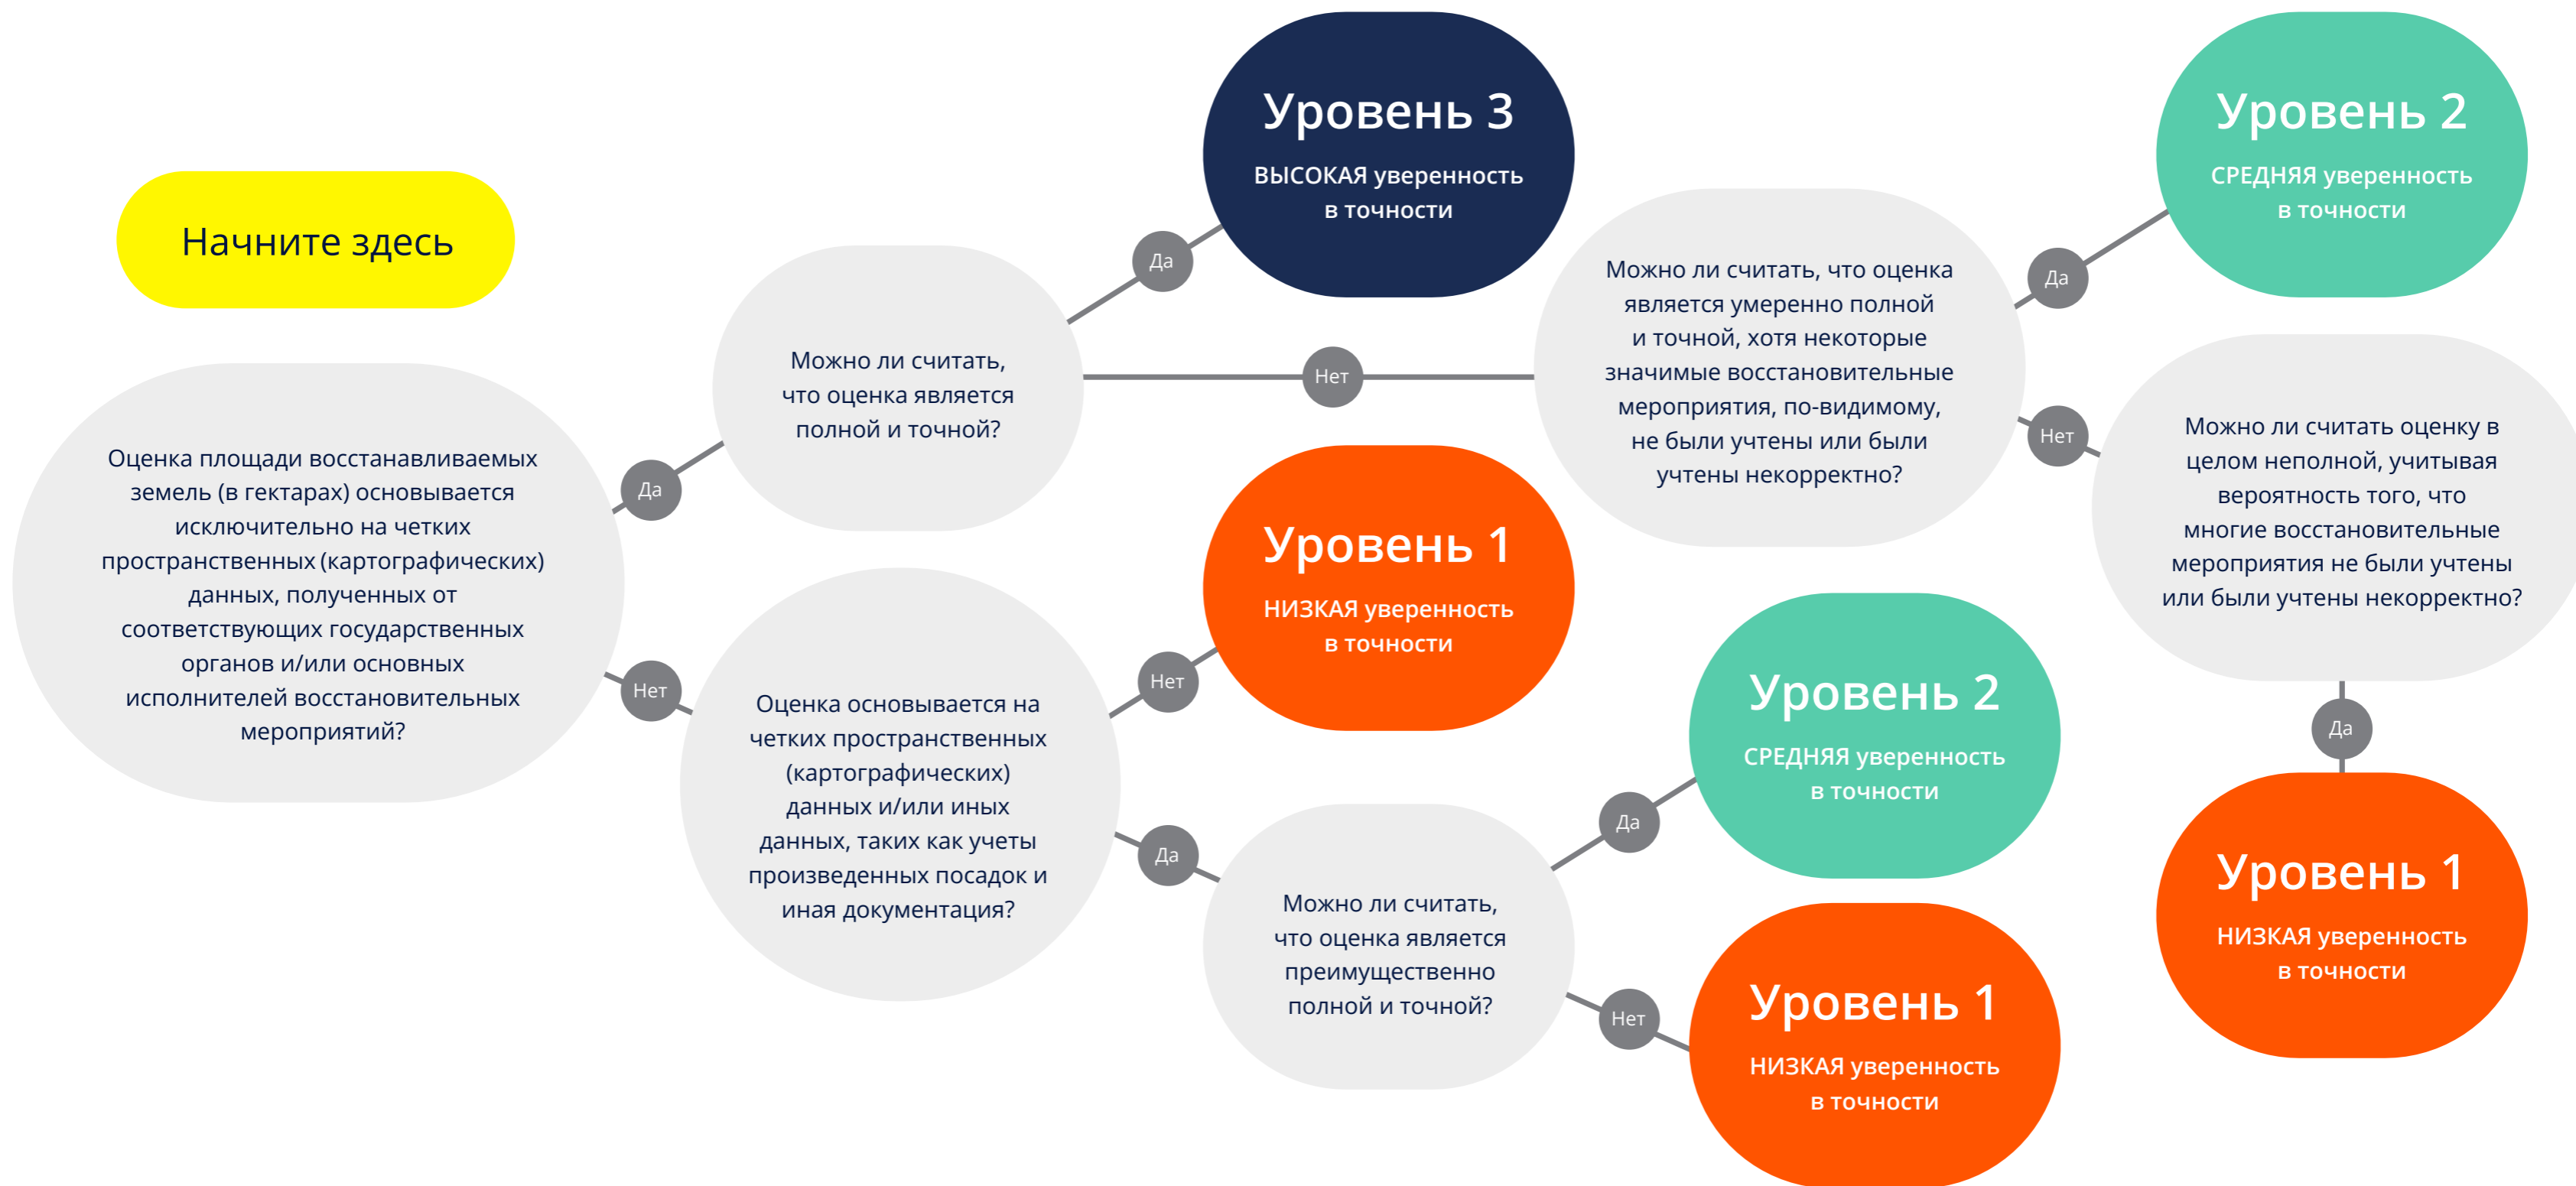 Начните здесь
Оценка площади восстанавливаемых
земель (в гектарах) основывается
исключительно на четких
пространственных (картографических)
данных, полученных от
соответствующих государственных
органов и/или основных
исполнителей восстановительных
мероприятий?
Да
Нет
Можно ли считать,
что оценка является
полной и точной?
Да
Нет
Уровень 3
ВЫСОКАЯ уверенность
в точности
Можно ли считать, что оценка
является умеренно полной
и точной, хотя некоторые
значимые восстановительные
мероприятия, по-видимому,
не были учтены или были
учтены некорректно?
Да
Нет
Уровень 2
СРЕДНЯЯ уверенность
в точности
Можно ли считать оценку в
целом неполной, учитывая
вероятность того, что
многие восстановительные
мероприятия не были учтены
или были учтены некорректно?
Да
Уровень 1
НИЗКАЯ уверенность
в точности
Оценка основывается на
четких пространственных
(картографических)
данных и/или иных
данных, таких как учеты
произведенных посадок и
иная документация?
Нет
Да
Уровень 1
НИЗКАЯ уверенность
в точности
Можно ли считать,
что оценка является
преимущественно
полной и точной?
Да
Нет
Уровень 2
СРЕДНЯЯ уверенность
в точности
Уровень 1
НИЗКАЯ уверенность
в точности